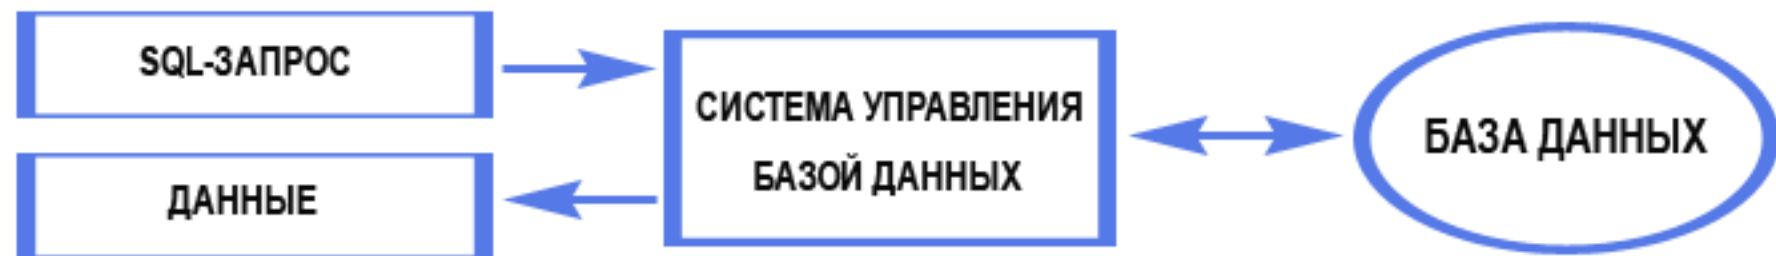 SQL-ЗАПРОС
ДАННЫЕ
СИСТЕМА УПРАВЛЕНИЯ
БАЗОЙ ДАННЫХ
БАЗА ДАННЫХ